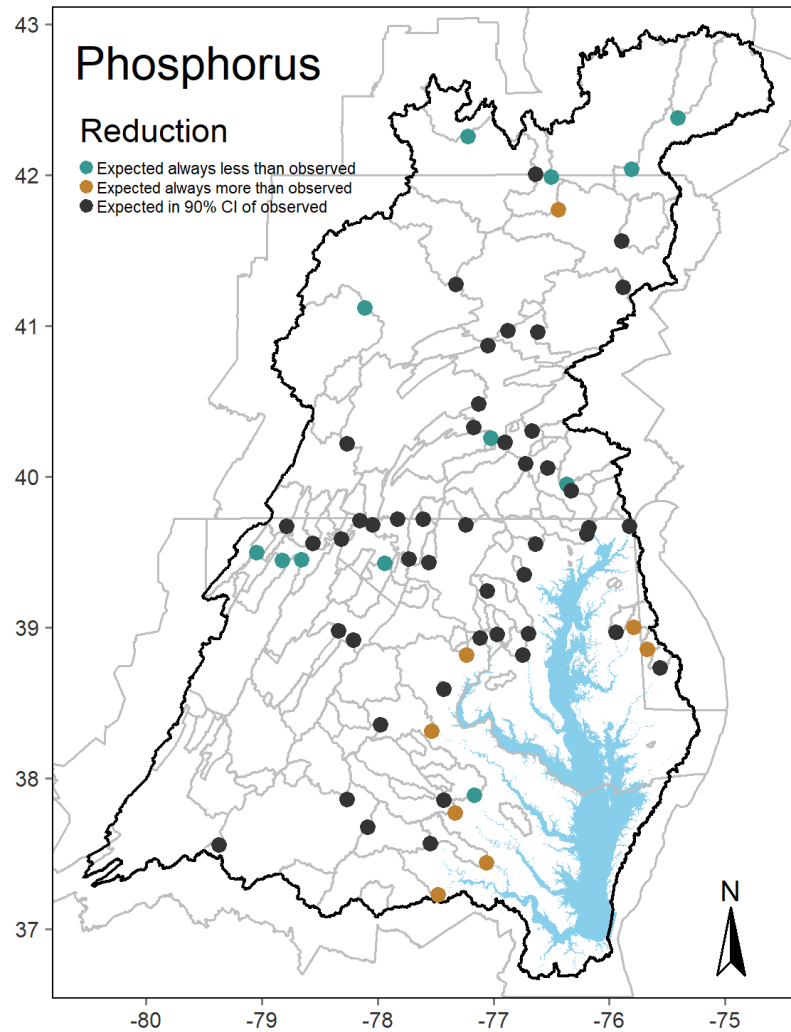 Phosphorus
Reduction
Expected always less than observed
Expected always more than observed
Expected in 90% CI of observed
43
42
41
40
39
38
37
N
-80 -79 -78 -77 -76 -75